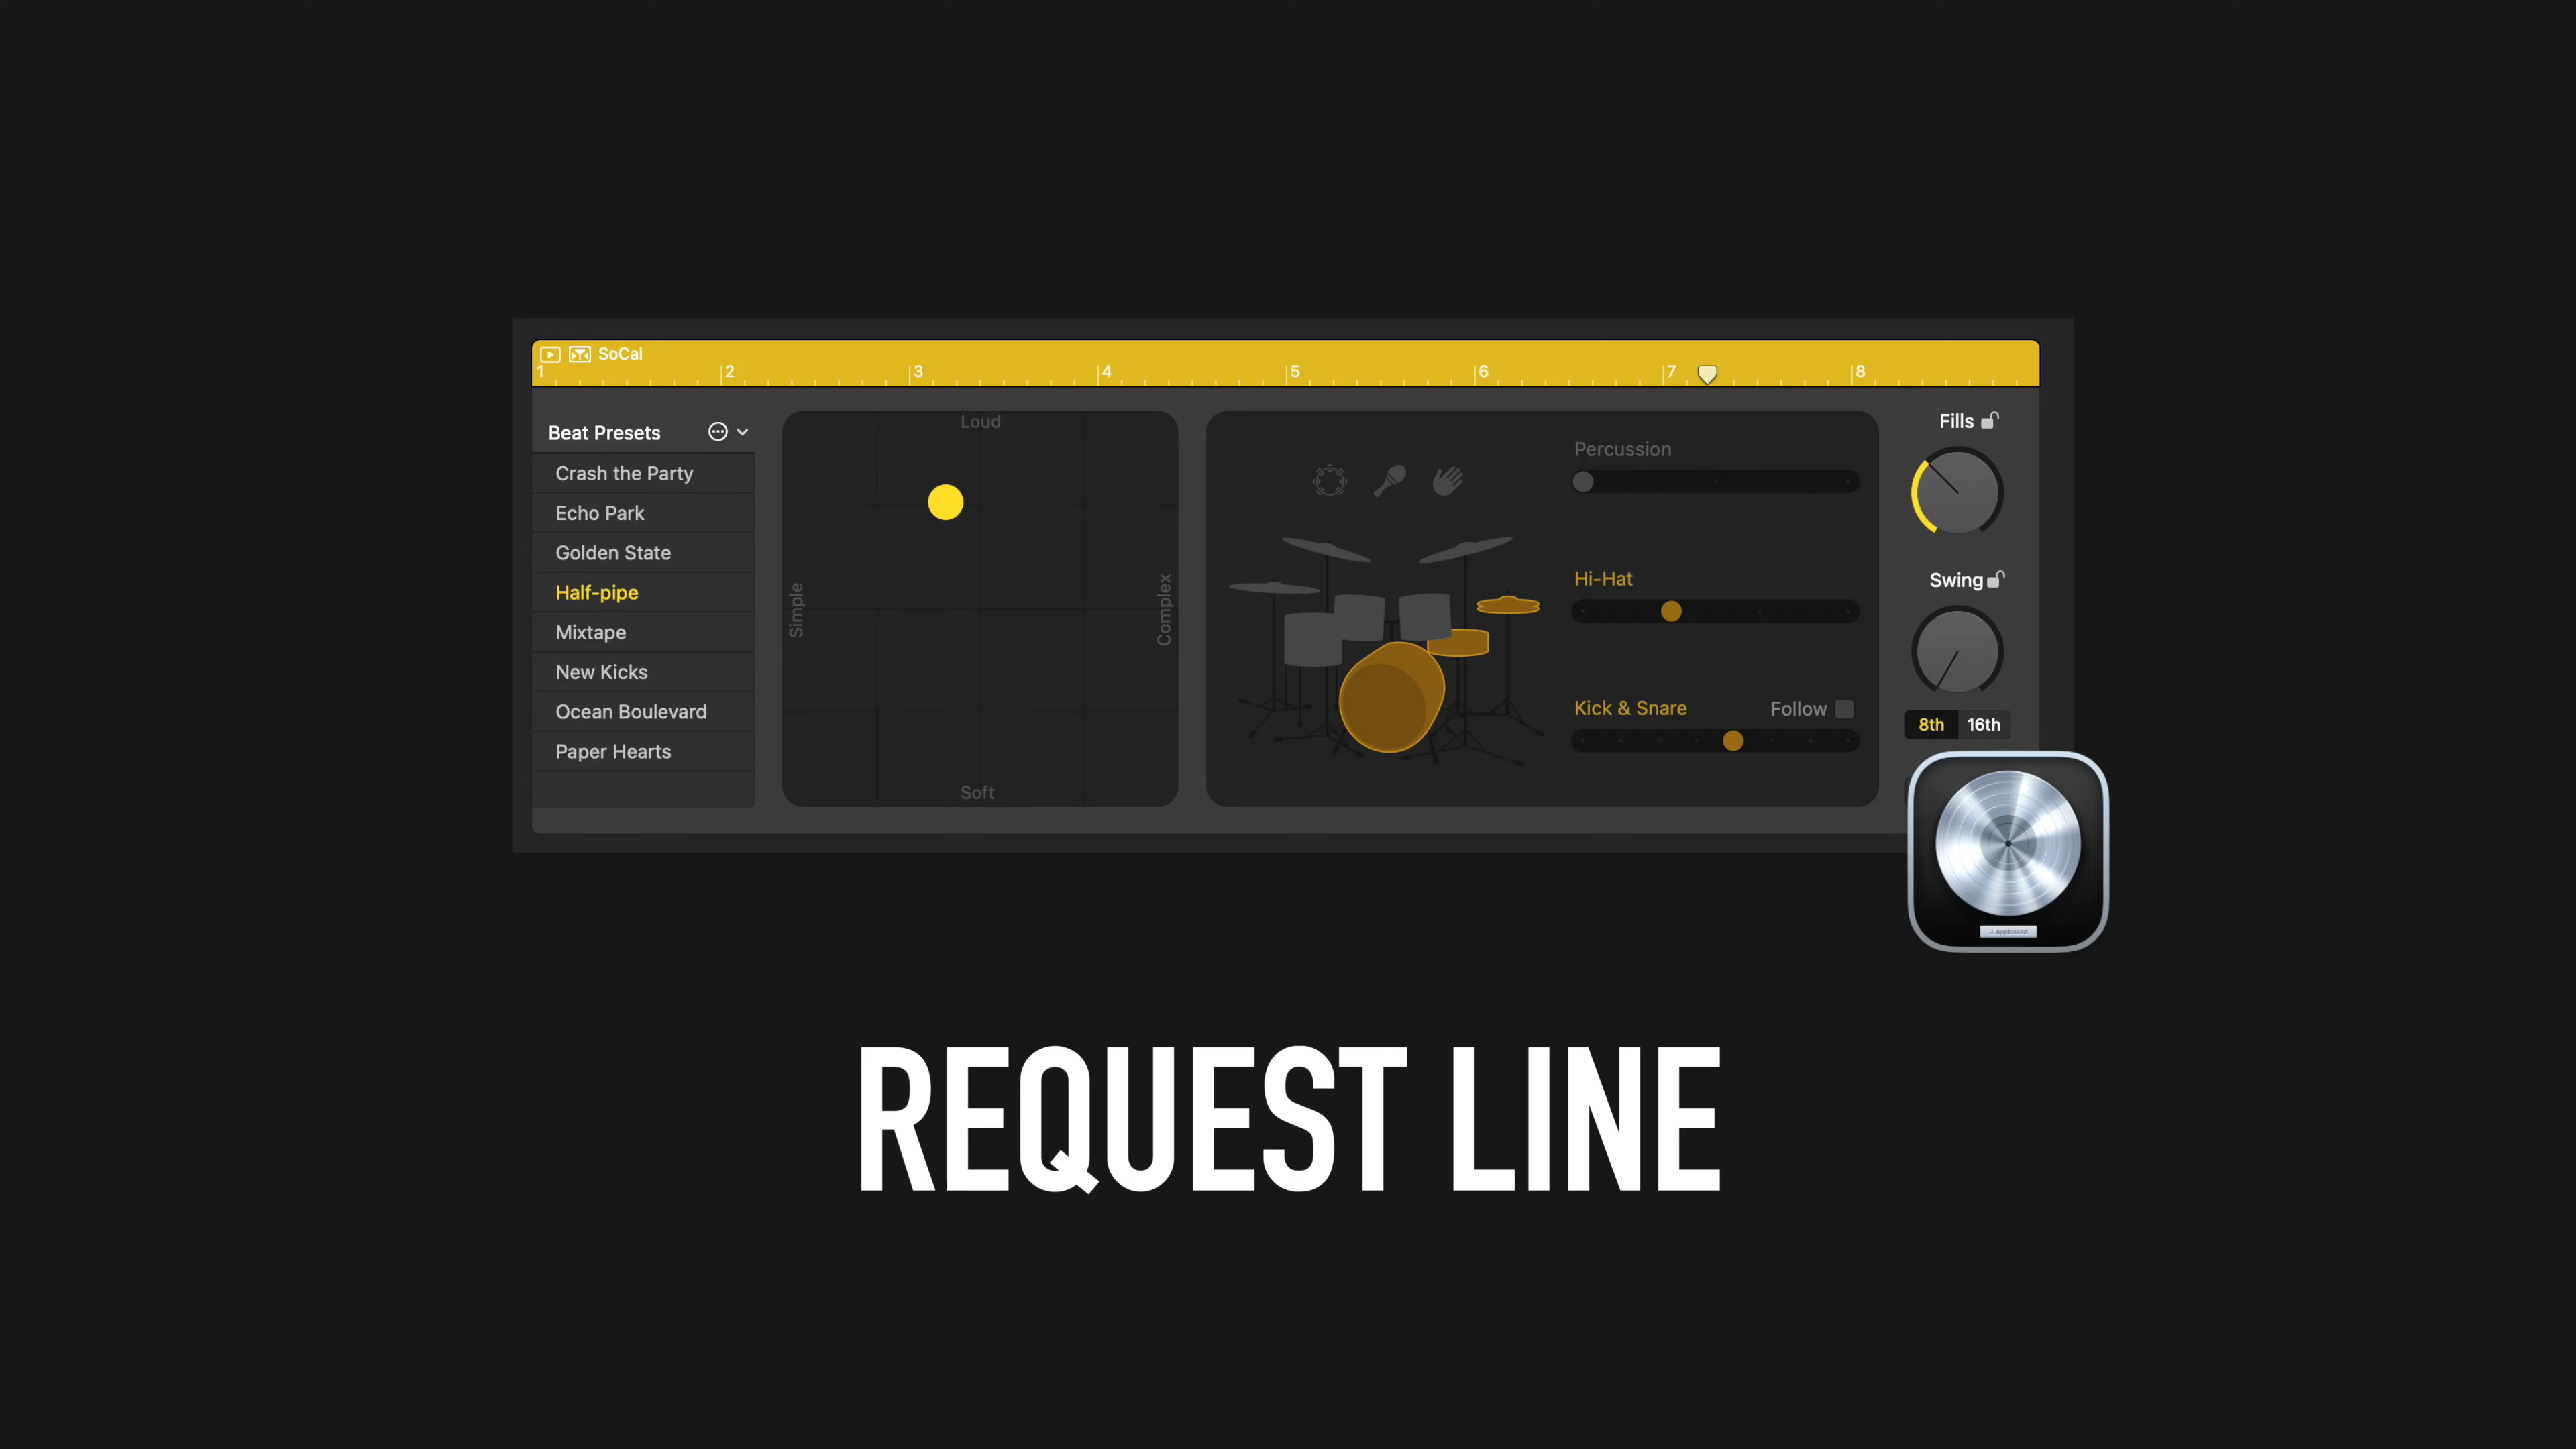 SoCal
1 2 3 4 5 6 7 8
Beat Presets
Crash the Party
Echo Park
Golden State
Half-pipe
Mixtape
New Kicks
Ocean Boulevard
Paper Hearts
Loud
Simple
Complex
Soft
Percussion
Hi-Hat
Kick & Snare Follow
Fills
Swing
8th 16th
J. Appleseed
REQUEST LINE